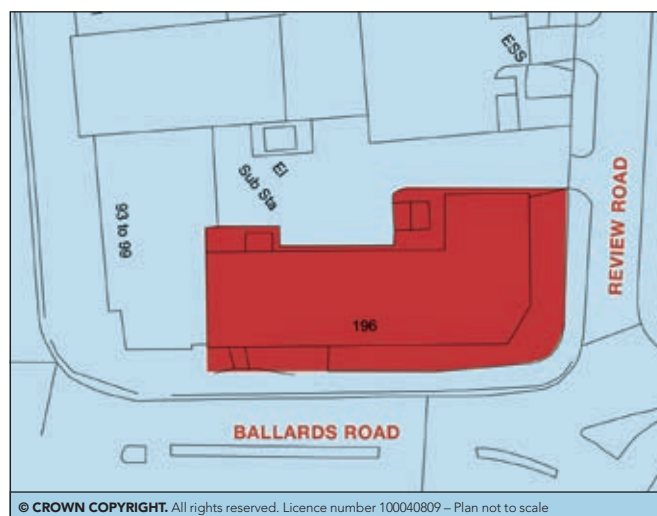 ESS
El
Sub Sta
93 to 99
REVIEW ROAD
196
BALLARDS ROAD
© CROWN COPYRIGHT. All rights reserved. Licence number 100040809 – Plan not to scale